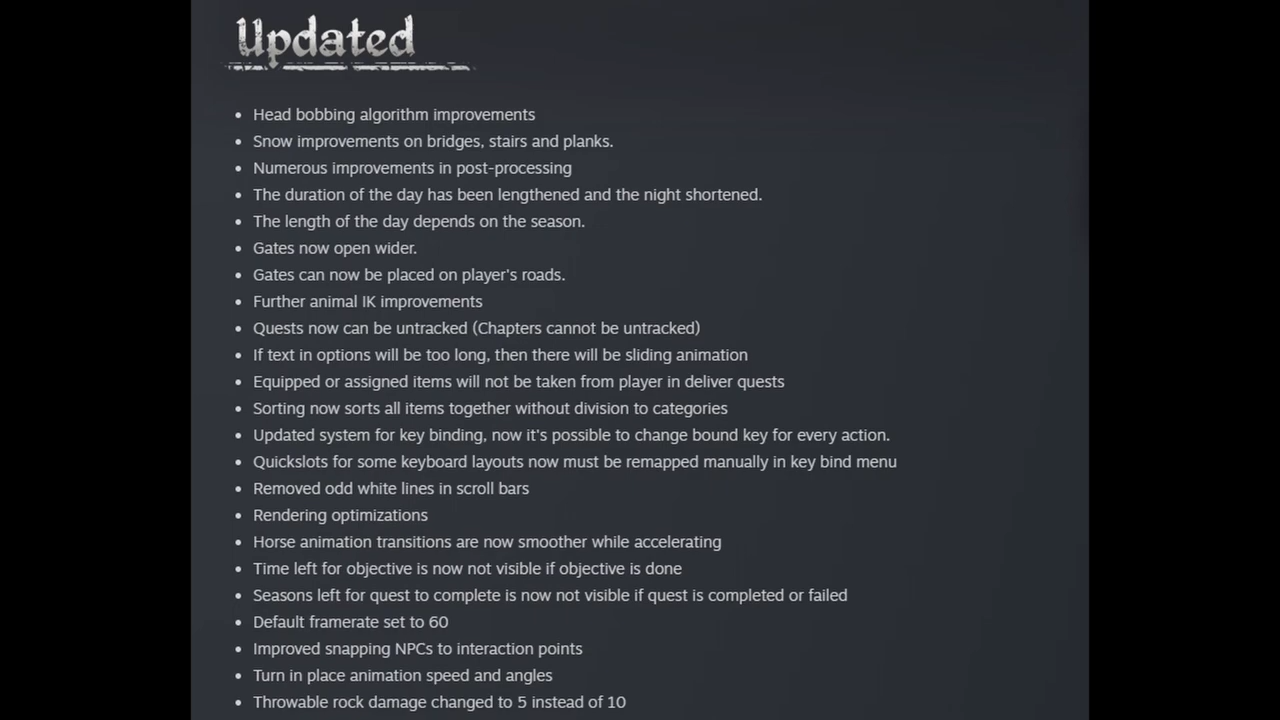 Updated
• Head bobbing algorithm improvements
• Snow improvements on bridges, stairs and planks.
• Numerous improvements in post-processing
• The duration of the day has been lengthened and the night shortened.
• The length of the day depends on the season.
• Gates now open wider.
• Gates can now be placed on player's roads.
• Further animal IK improvements
• Quests now can be untracked (Chapters cannot be untracked)
• If text in options will be too long, then there will be sliding animation
• Equipped or assigned items will not be taken from player in deliver quests
• Sorting now sorts all items together without division to categories
• Updated system for key binding, now it's possible to change bound key for every action.
• Quickslots for some keyboard layouts now must be remapped manually in key bind menu
• Removed odd white lines in scroll bars
• Rendering optimizations
• Horse animation transitions are now smoother while accelerating
• Time left for objective is now not visible if objective is done
• Seasons left for quest to complete is now not visible if quest is completed or failed
• Default framerate set to 60
• Improved snapping NPCs to interaction points
• Turn in place animation speed and angles
• Throwable rock damage changed to 5 instead of 10